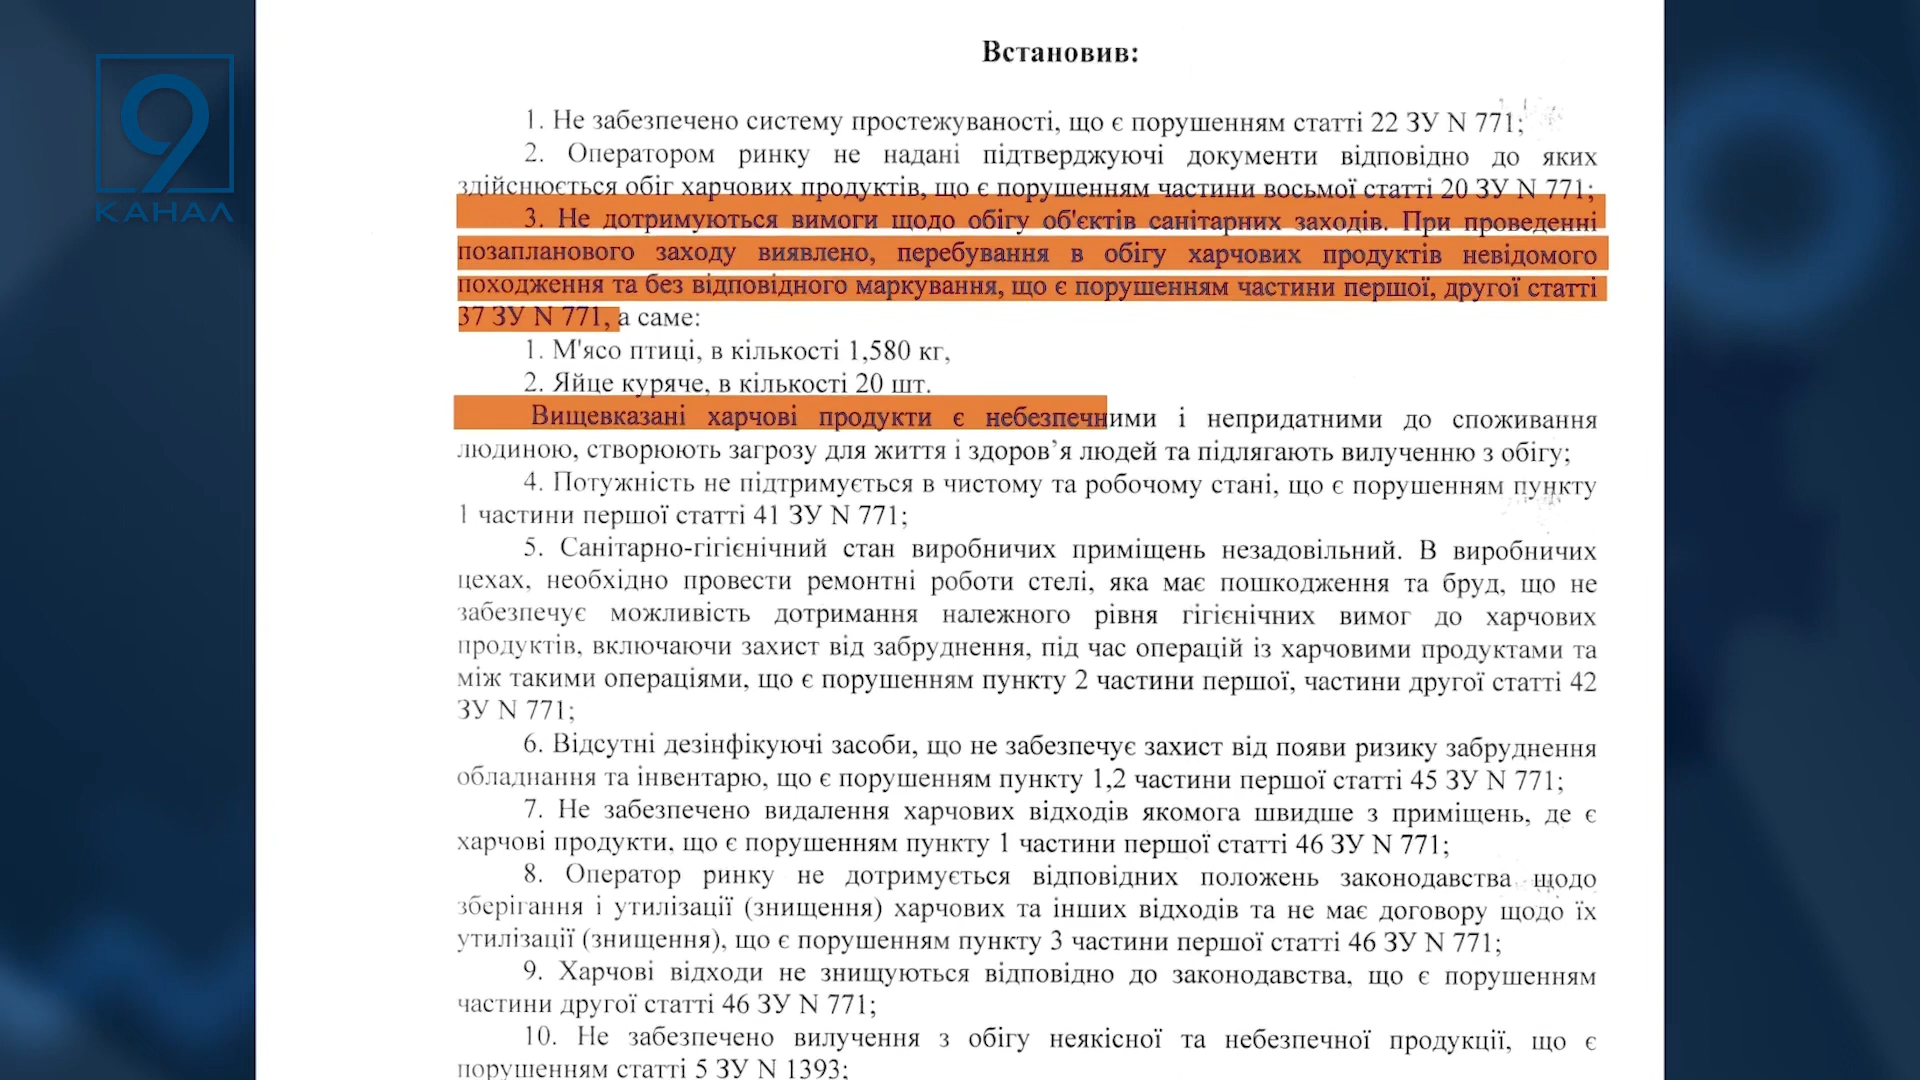 9
КАНАЛ
Встановив:
1. Не забезпечено систему простежуваності, що є порушенням статті 22 ЗУ N 771;
2. Оператором ринку не надані підтверджуючі документи відповідно до яких
здійснюється обіг харчових продуктів, що є порушенням частини восьмої статті 20 ЗУ N 771;
3. Не дотримуються вимоги щодо обігу об'єктів санітарних заходів. При проведенні
позапланового заходу виявлено, перебування в обігу харчових продуктів невідомого
походження та без відповідного маркування, що є порушенням частини першої, другої статті
37 ЗУ N 771, а саме:
1. М'ясо птиці, в кількості 1,580 кг,
2. Яйце куряче, в кількості 20 шт.
Вищевказані харчові продукти є небезпечними і непридатними до споживання
людиною, створюють загрозу для життя і здоров’я людей та підлягають вилученню з обігу;
4. Потужність не підтримується в чистому та робочому стані, що є порушенням пункту
1 частини першої статті 41 ЗУ N 771;
5. Санітарно-гігієнічний стан виробничих приміщень незадовільний. В виробничих
цехах, необхідно провести ремонтні роботи стелі, яка має пошкодження та бруд, що не
забезпечує можливість дотримання належного рівня гігієнічних вимог до харчових
продуктів, включаючи захист від забруднення, під час операцій із харчовими продуктами та
між такими операціями, що є порушенням пункту 2 частини першої, частини другої статті 42
ЗУ N 771;
6. Відсутні дезінфікуючі засоби, що не забезпечує захист від появи ризику забруднення
обладнання та інвентарю, що є порушенням пункту 1,2 частини першої статті 45 ЗУ N 771;
7. Не забезпечено видалення харчових відходів якомога швидше з приміщень, де є
харчові продукти, що є порушенням пункту 1 частини першої статті 46 ЗУ N 771;
8. Оператор ринку не дотримується відповідних положень законодавства щодо
зберігання і утилізації (знищення) харчових та інших відходів та не має договору щодо їх
утилізації (знищення), що є порушенням пункту 3 частини першої статті 46 ЗУ N 771;
9. Харчові відходи не знищуються відповідно до законодавства, що є порушенням
частини другої статті 46 ЗУ N 771;
10. Не забезпечено вилучення з обігу неякісної та небезпечної продукції, що є
порушенням статті 5 ЗУ N 1393;